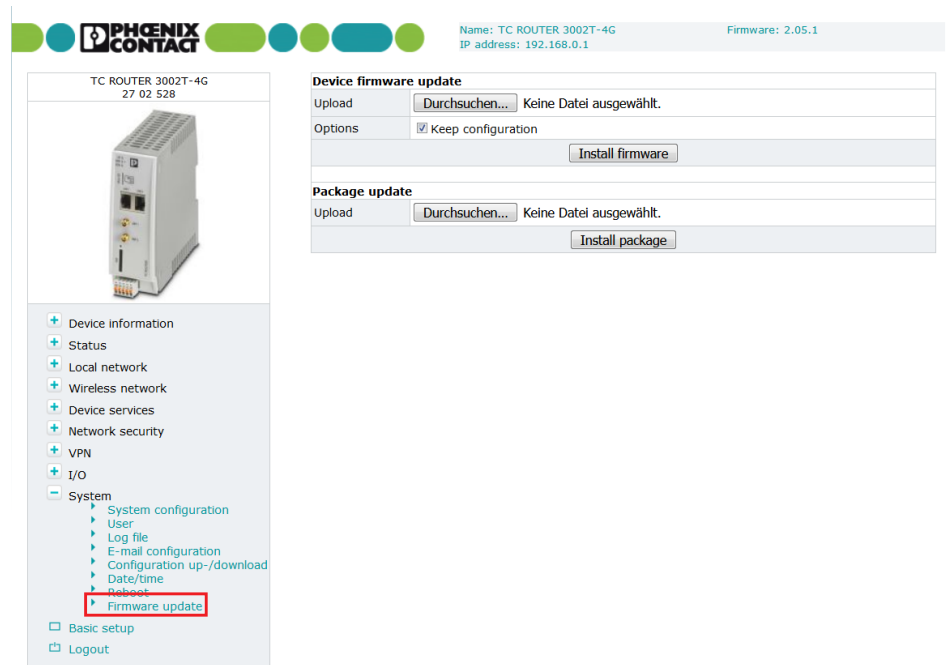 PHŒNIX
CONTACT
Name: TC ROUTER 3002T-4G
IP address: 192.168.0.1
Firmware: 2.05.1
TC ROUTER 3002T-4G
27 02 528
Device information
Status
Local network
Wireless network
Device services
Network security
VPN
I/O
System
System configuration
User
Log file
E-mail configuration
Configuration up-/download
Date/time
Reboot
Firmware update
Basic setup
Logout
Device firmware update
Upload Durchsuchen... Keine Datei ausgewählt.
Options Keep configuration
Install firmware
Package update
Upload Durchsuchen... Keine Datei ausgewählt.
Install package